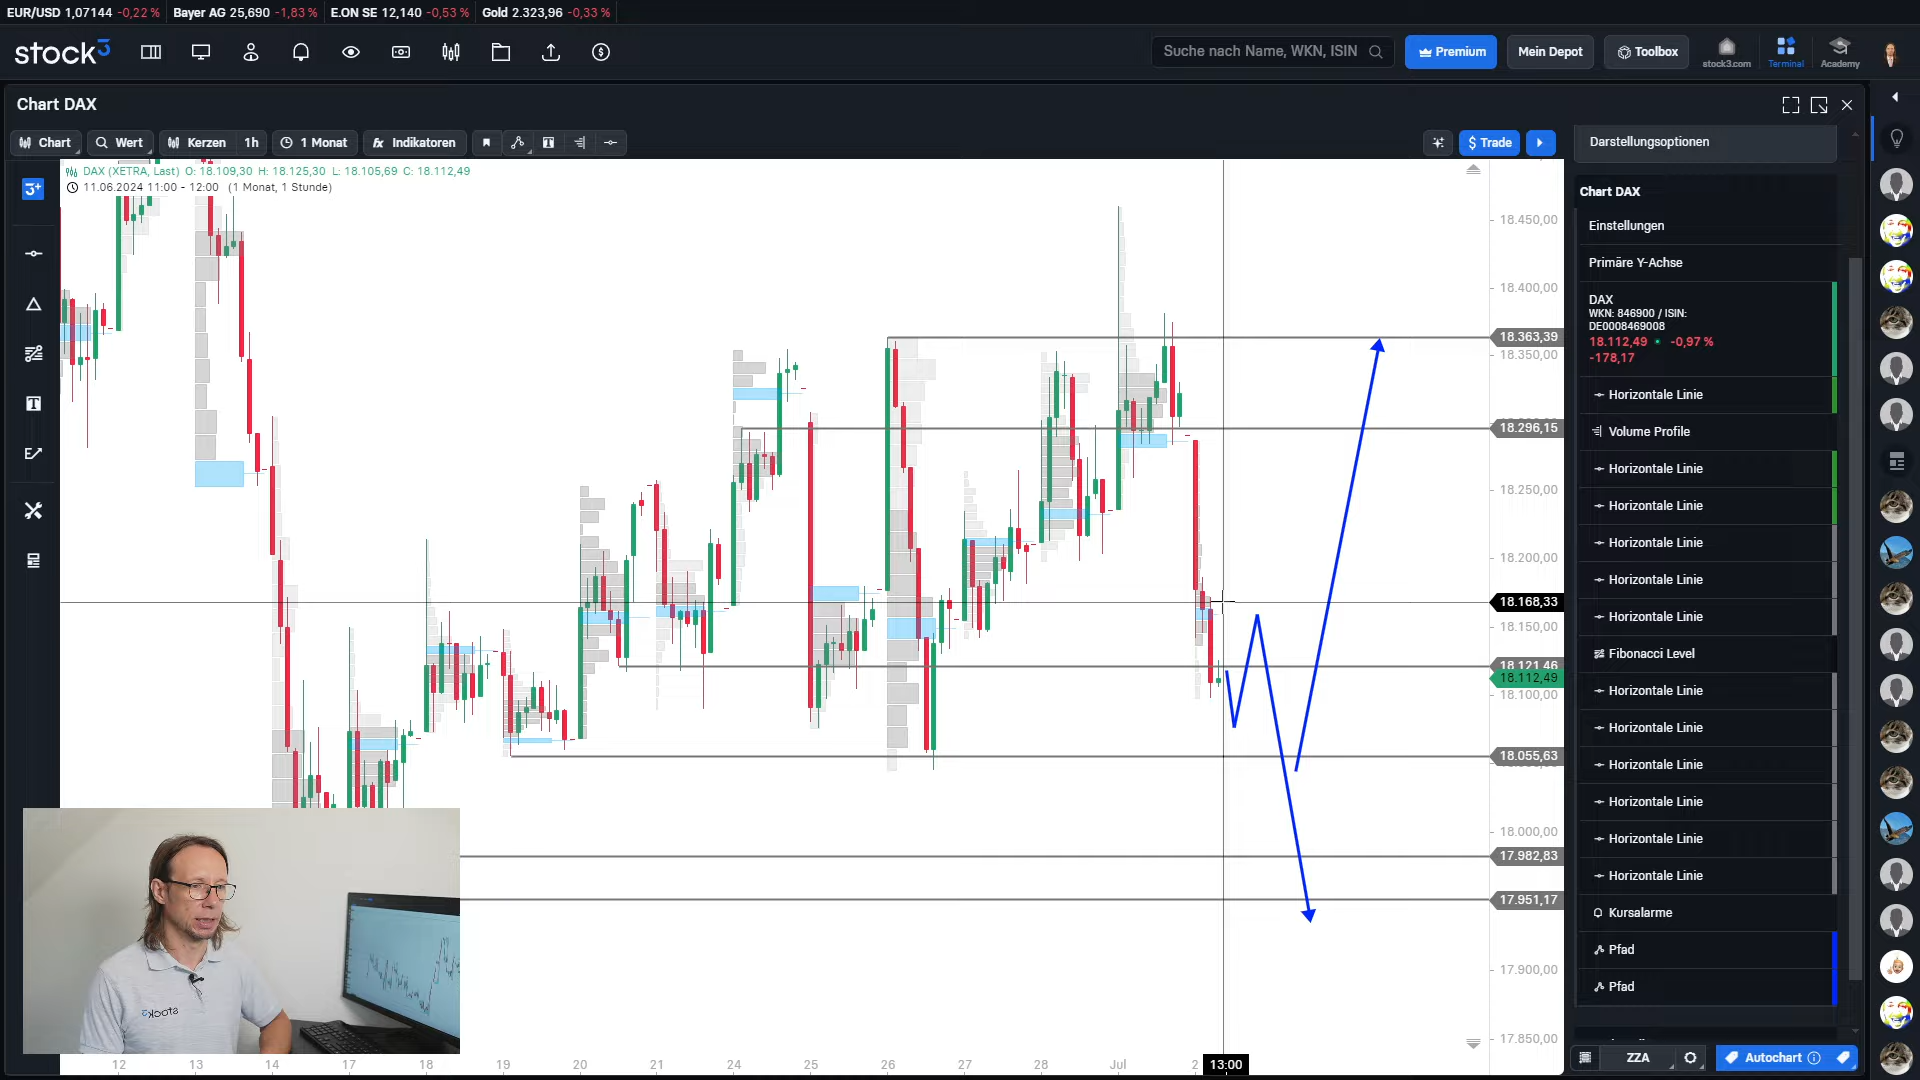 EUR/USD 1,07144 -0,22 % Bayer AG 25,690 -1,83 % E.ON SE 12,140 -0,53 % Gold 2.323,96 -0,33 %
stock3 Suche nach Name, WKN, ISIN Premium Mein Depot Toolbox stock3.com Terminal Academy
Chart DAX
Chart Wert Kerzen 1h 1 Monat fx Indikatoren $ Trade
DAX (XETRA, Last) O: 18.109,30 H: 18.125,30 L: 18.105,69 C: 18.112,49
11.06.2024 11:00 - 12:00 (1 Monat, 1 Stunde)
3+
18.450,00
18.400,00
18.363,39
18.350,00
18.296,15
18.250,00
18.200,00
18.168,33
18.150,00
18.121,46
18.112,49
18.100,00
18.055,63
18.000,00
17.982,83
17.951,17
17.900,00
17.850,00
12 13 14 17 18 19 20 21 24 25 26 27 28 Jul 2 13:00
stock3
Darstellungsoptionen
Chart DAX
Einstellungen
Primäre Y-Achse
DAX
WKN: 846900 / ISIN:
DE0008469008
18.112,49 -0,97 %
-178,17
Horizontale Linie
Volume Profile
Horizontale Linie
Horizontale Linie
Horizontale Linie
Horizontale Linie
Horizontale Linie
Fibonacci Level
Horizontale Linie
Horizontale Linie
Horizontale Linie
Horizontale Linie
Horizontale Linie
Horizontale Linie
Kursalarme
Pfad
Pfad
ZZA Autochart